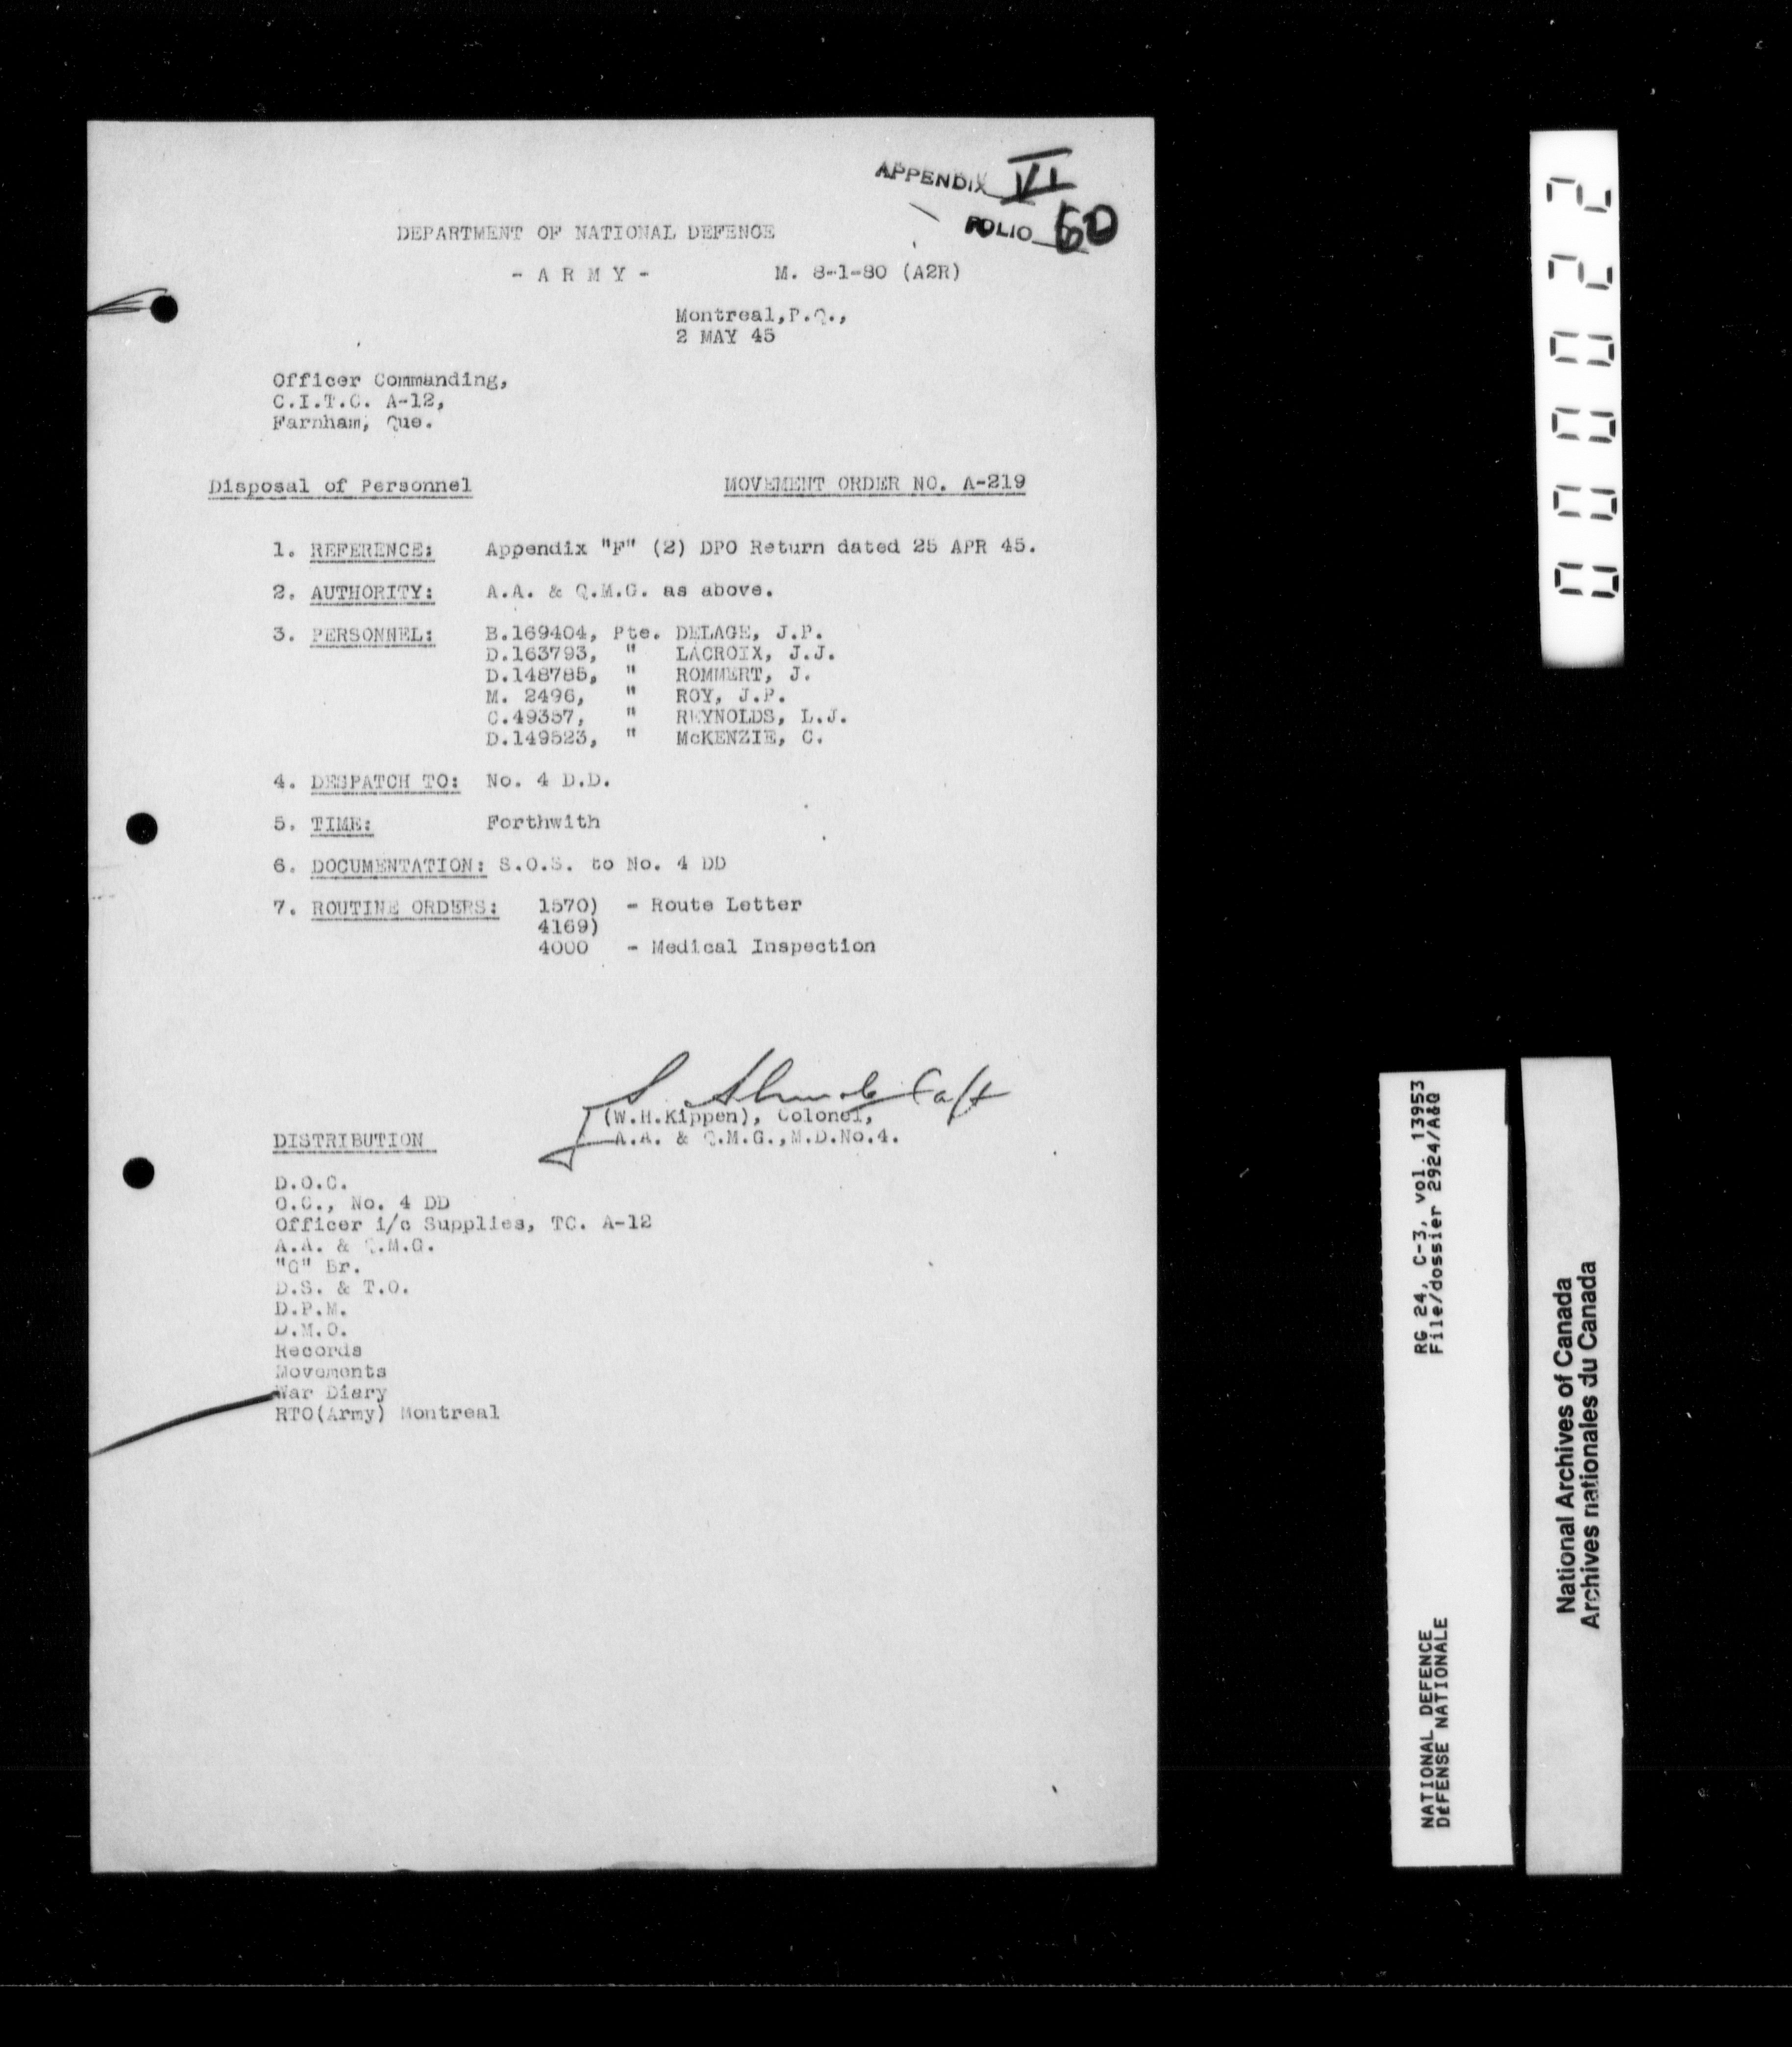 APPENDIX VI
FOLIO 60
DEPARTMENT OF NATIONAL DEFENCE
- A R M Y -    M. 8-1-80 (A2R)
Montreal,P.Q.,
2 MAY 45
Officer Commanding,
C.I.T.C. A-12,
Farnham, Que.
Disposal of Personnel    MOVEMENT ORDER NO. A-219
1. REFERENCE: Appendix "F" (2) DPO Return dated 25 APR 45.
2. AUTHORITY: A.A. & Q.M.G. as above.
3. PERSONNEL: B.169404, Pte. DELAGE, J.P.
D.163793, " LACROIX, J.J.
D.148785, " ROMMERT, J.
M. 2496, " ROY, J.P.
C.49357, " REYNOLDS, L.J.
D.149523, " McKENZIE, C.
4. DESPATCH TO: No. 4 D.D.
5. TIME: Forthwith
6. DOCUMENTATION: S.O.S. to No. 4 DD
7. ROUTINE ORDERS: 1570) - Route Letter
4169)
4000 - Medical Inspection
Capt
(W.H.Kippen), Colonel,
A.A. & Q.M.G.,M.D.No.4.
DISTRIBUTION
D.O.C.
O.C., No. 4 DD
Officer i/c Supplies, TC. A-12
A.A. & Q.M.G.
"G" Br.
D.S. & T.O.
D.P.M.
D.M.O.
Records
Movements
War Diary
RTO(Army) Montreal
000022
RG 24, C-3, vol. 13953
File/dossier 2924/A&Q
NATIONAL DEFENCE
DÉFENSE NATIONALE
National Archives of Canada
Archives nationales du Canada